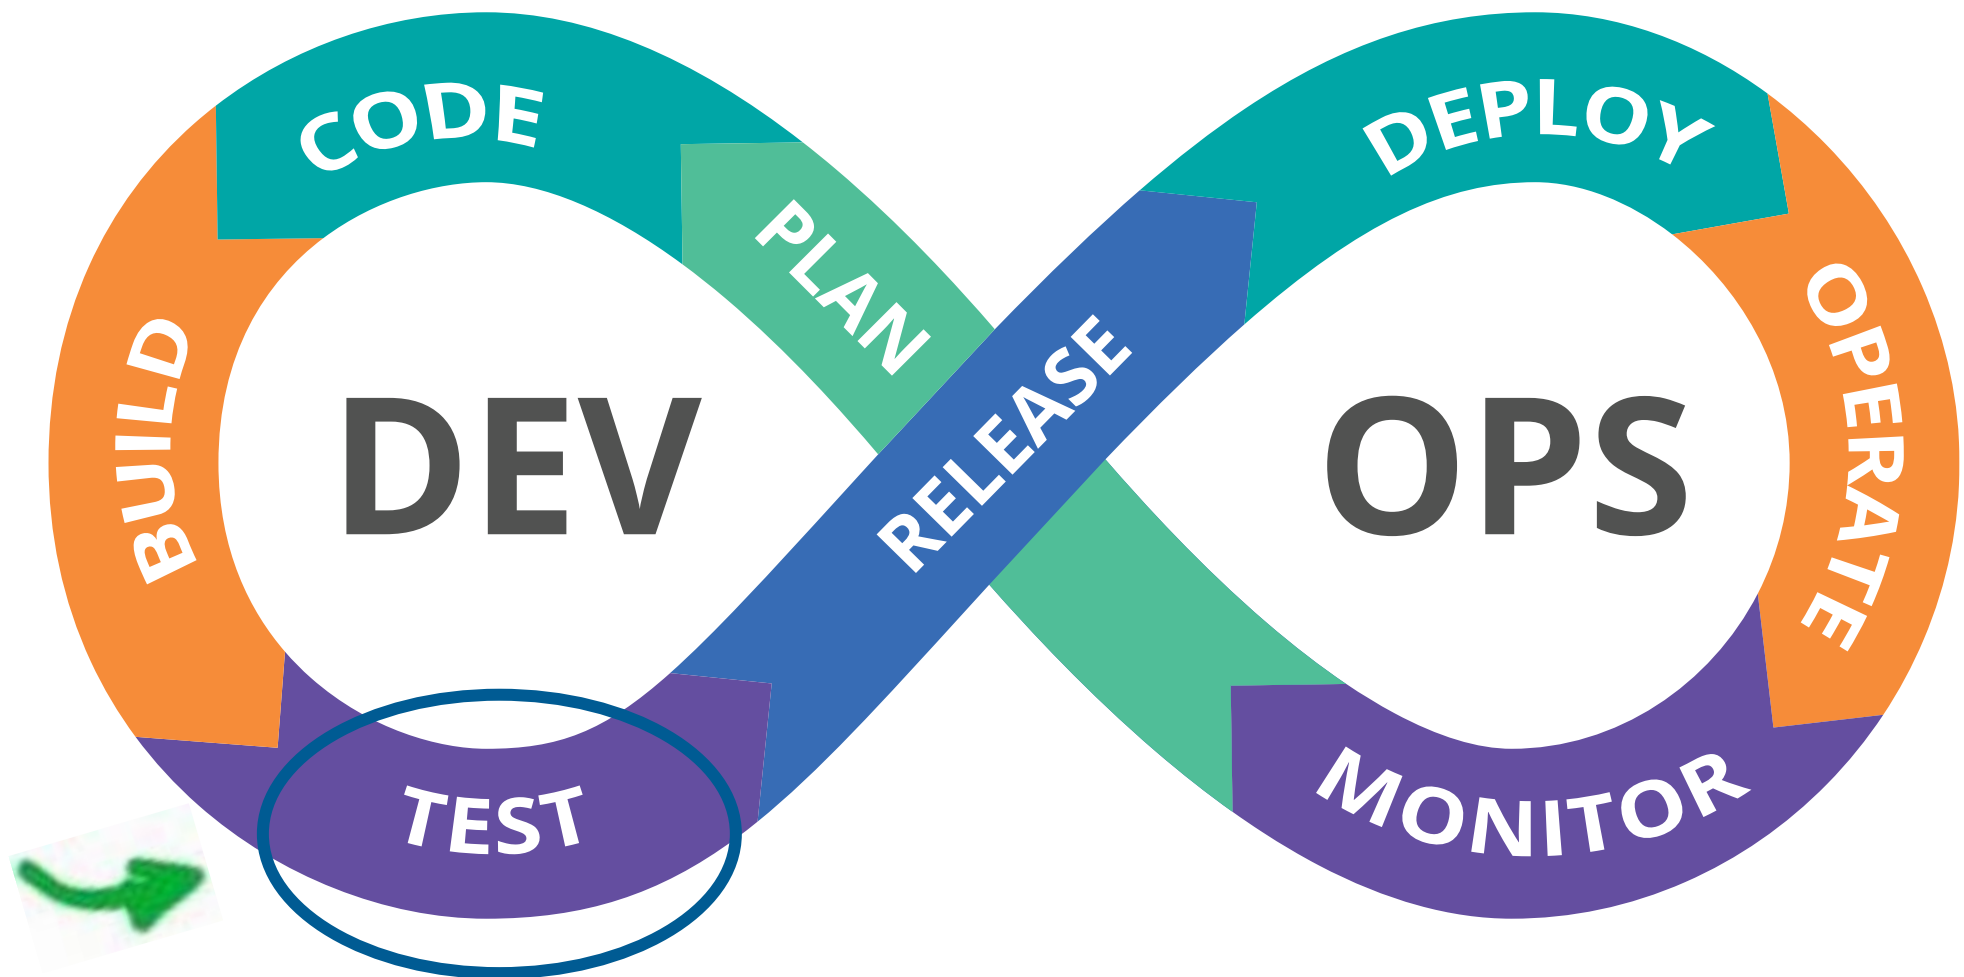 CODE
PLAN
BUILD
DEV
TEST
RELEASE
DEPLOY
OPERATE
OPS
MONITOR